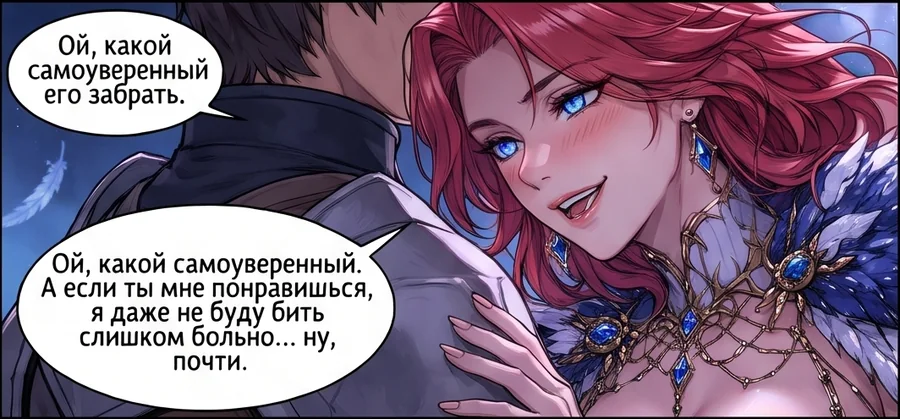 Ой, какой
самоуверенный
его забрать.
Ой, какой самоуверенный.
А если ты мне понравишься,
я даже не буду бить
слишком больно... ну,
почти.